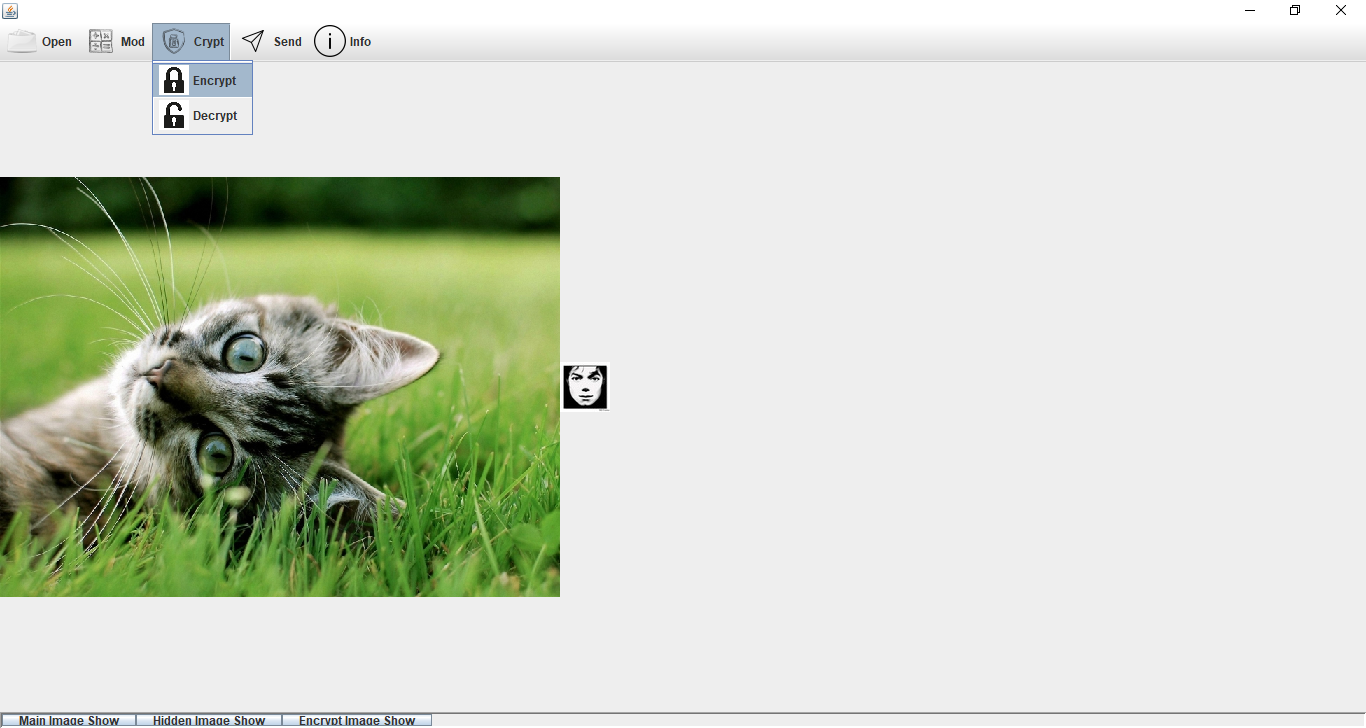 Open Mod Crypt Send Info
Encrypt
Decrypt
Main Image Show Hidden Image Show Encrypt Image Show